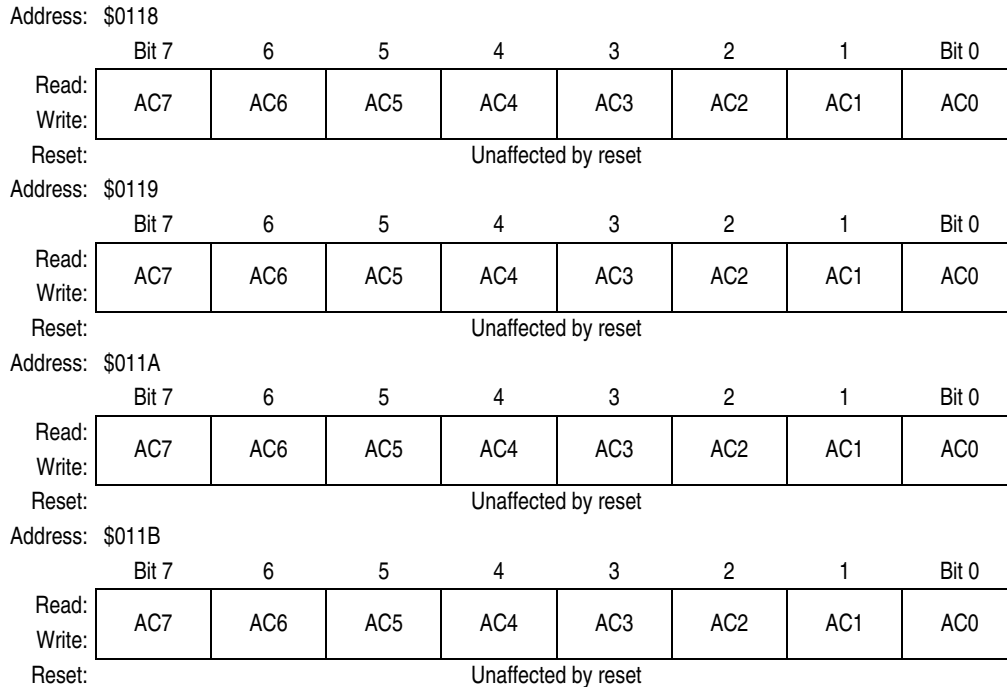 Address: $0118
Bit 7 6 5 4 3 2 1 Bit 0
Read:
AC7 AC6 AC5 AC4 AC3 AC2 AC1 AC0
Write:
Reset: Unaffected by reset
Address: $0119
Bit 7 6 5 4 3 2 1 Bit 0
Read:
AC7 AC6 AC5 AC4 AC3 AC2 AC1 AC0
Write:
Reset: Unaffected by reset
Address: $011A
Bit 7 6 5 4 3 2 1 Bit 0
Read:
AC7 AC6 AC5 AC4 AC3 AC2 AC1 AC0
Write:
Reset: Unaffected by reset
Address: $011B
Bit 7 6 5 4 3 2 1 Bit 0
Read:
AC7 AC6 AC5 AC4 AC3 AC2 AC1 AC0
Write:
Reset: Unaffected by reset